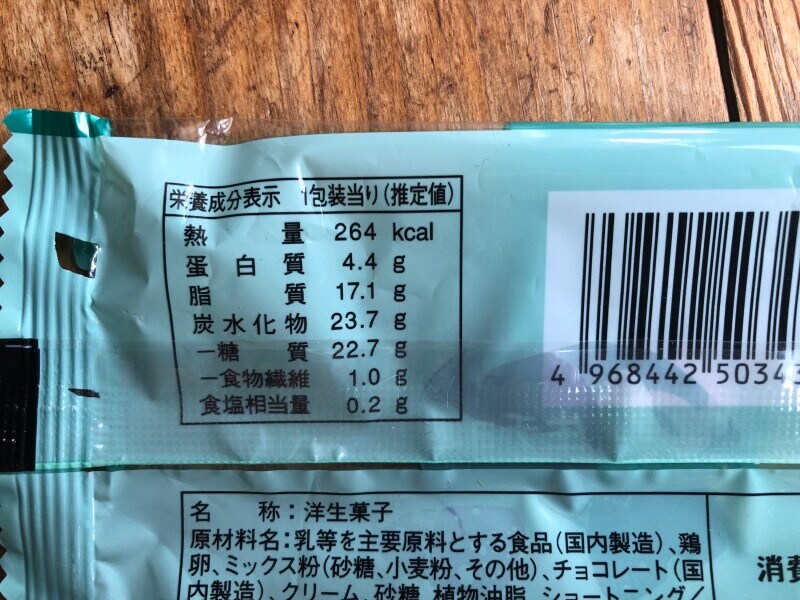 栄養成分表示 1包装当り(推定値)
熱量 264 kcal
蛋白質 4.4 g
脂質 17.1 g
炭水化物 23.7 g
―糖質 22.7 g
―食物繊維 1.0 g
食塩相当量 0.2 g
4 968442 50343
名称:洋生菓子
原材料名:乳等を主要原料とする食品(国内製造)、鶏
卵、ミックス粉(砂糖、小麦粉、その他)、チョコレート(国
内製造)、クリーム、砂糖、植物油脂、ショートニング/
消費